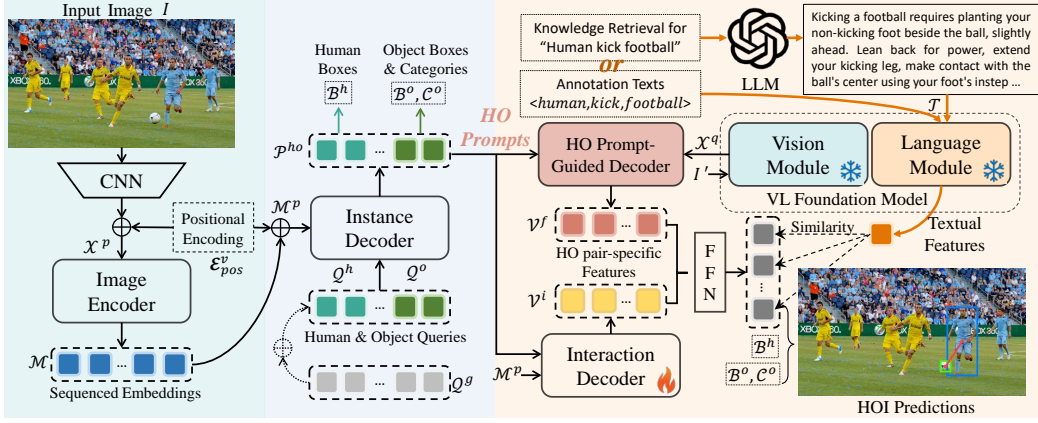 Input Image I
XBOX 360.
CNN
Positional
Encoding
ℰ^v_pos
𝒳^p
Image
Encoder
ℳ
...
Sequenced Embeddings
Human
Boxes
ℬ^h
Object Boxes
& Categories
ℬ^o, 𝒞^o
𝒫^ho
...
HO
Prompts
ℳ^p
Instance
Decoder
𝒬^h
𝒬^o
...
Human & Object Queries
...
𝒬^g
Knowledge Retrieval for
“Human kick football”
or
Annotation Texts
<human,kick,football>
LLM
Kicking a football requires planting your
non-kicking foot beside the ball, slightly
ahead. Lean back for power, extend
your kicking leg, make contact with the
ball's center using your foot's instep ...
𝒯
HO Prompt-
Guided Decoder
𝒳^q
I′
Vision
Module
Language
Module
VL Foundation Model
𝒱^f
...
HO pair-specific
Features
𝒱^i
...
F
F
N
Similarity
Textual
Features
ℳ^p
Interaction
Decoder
ℬ^h
ℬ^o, 𝒞^o
HOI Predictions